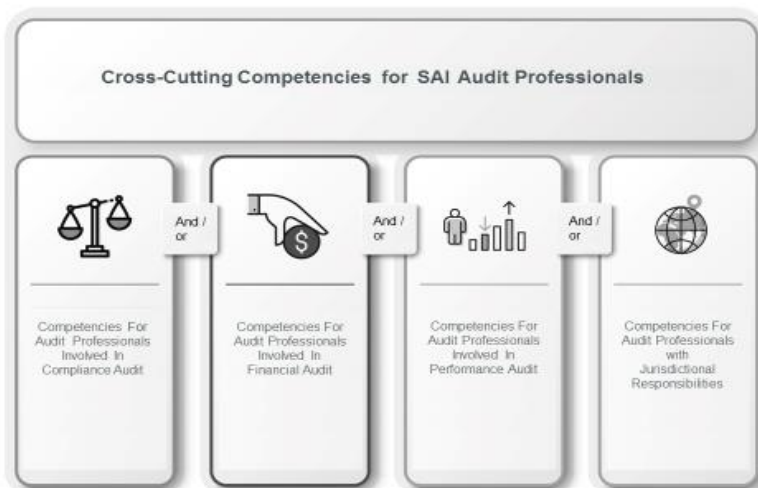 Cross-Cutting Competencies for SAI Audit Professionals
And /
or
And /
or
And /
or
$
Competencies For
Audit Professionals
Involved In
Compliance Audit
Competencies For
Audit Professionals
Involved In
Financial Audit
Competencies For
Audit Professionals
Involved In
Performance Audit
Competencies For
Audit Professionals
with
Jurisdictional
Responsibilities